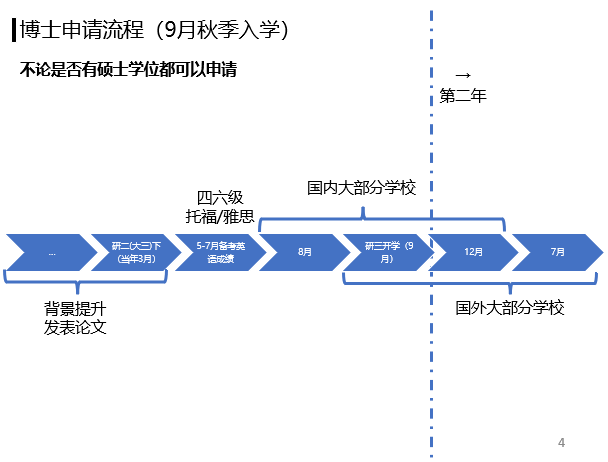 博士申请流程（9月秋季入学）
不论是否有硕士学位都可以申请
→
第二年
四六级
托福/雅思
国内大部分学校
...
研二(大三)下
（当年3月）
5-7月备考英
语成绩
8月
研三开学（9
月）
12月
7月
背景提升
发表论文
国外大部分学校
4